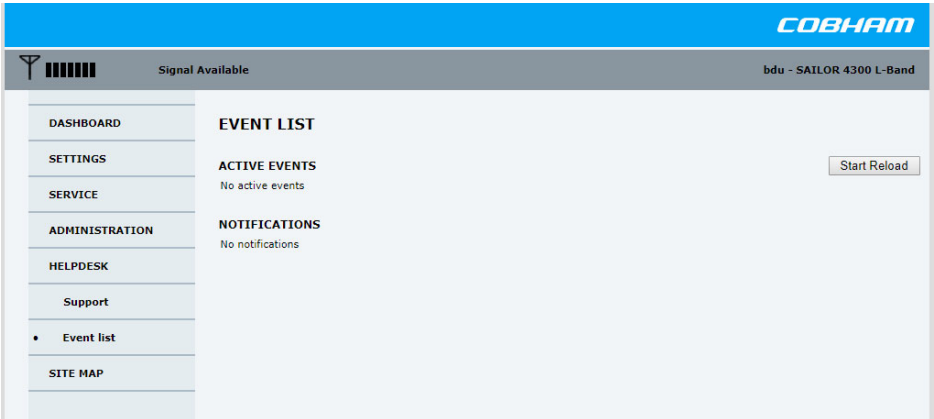 COBHAM
Signal Available
bdu - SAILOR 4300 L-Band
DASHBOARD
SETTINGS
SERVICE
ADMINISTRATION
HELPDESK
Support
• Event list
SITE MAP
EVENT LIST
ACTIVE EVENTS
Start Reload
No active events
NOTIFICATIONS
No notifications